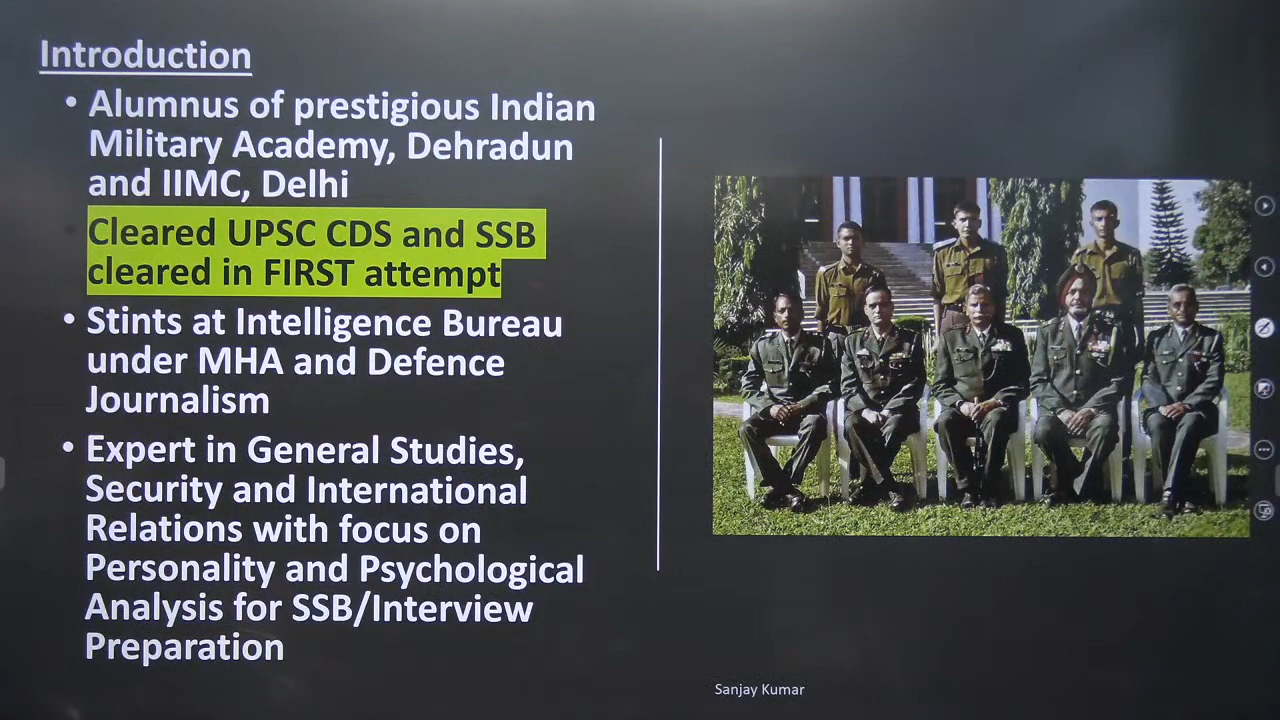 Introduction
• Alumnus of prestigious Indian
Military Academy, Dehradun
and IIMC, Delhi
• Cleared UPSC CDS and SSB
cleared in FIRST attempt
• Stints at Intelligence Bureau
under MHA and Defence
Journalism
• Expert in General Studies,
Security and International
Relations with focus on
Personality and Psychological
Analysis for SSB/Interview
Preparation
Sanjay Kumar